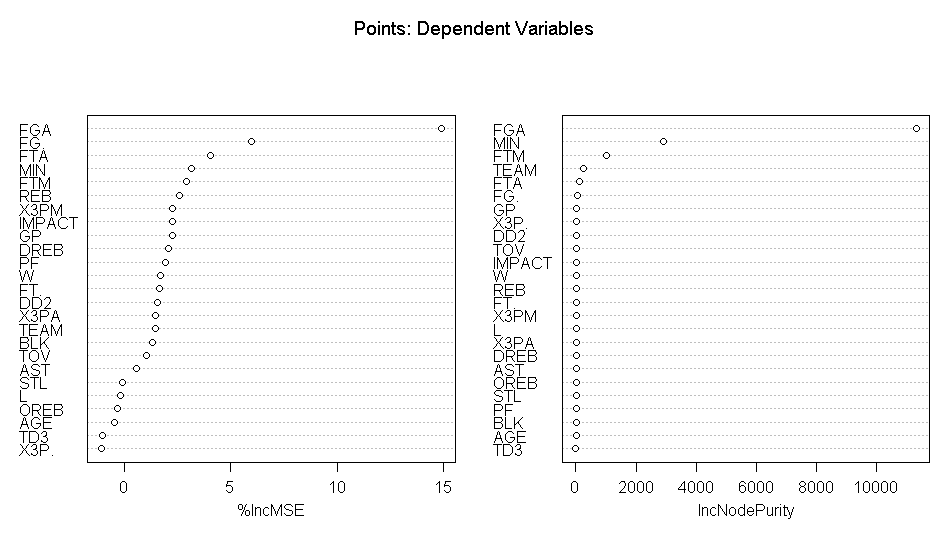 Points: Dependent Variables
FGA
FG.
FTA
MIN
FTM
REB
X3PM
IMPACT
GP
DREB
PF
W
FT.
DD2
X3PA
TEAM
BLK
TOV
AST
STL
L
OREB
AGE
TD3
X3P.
0 5 10 15
%IncMSE
FGA
MIN
FTM
TEAM
FTA
FG.
GP
X3P.
DD2
TOV
IMPACT
W
REB
FT.
X3PM
L
X3PA
DREB
AST
OREB
STL
PF
BLK
AGE
TD3
0 2000 4000 6000 8000 10000
IncNodePurity